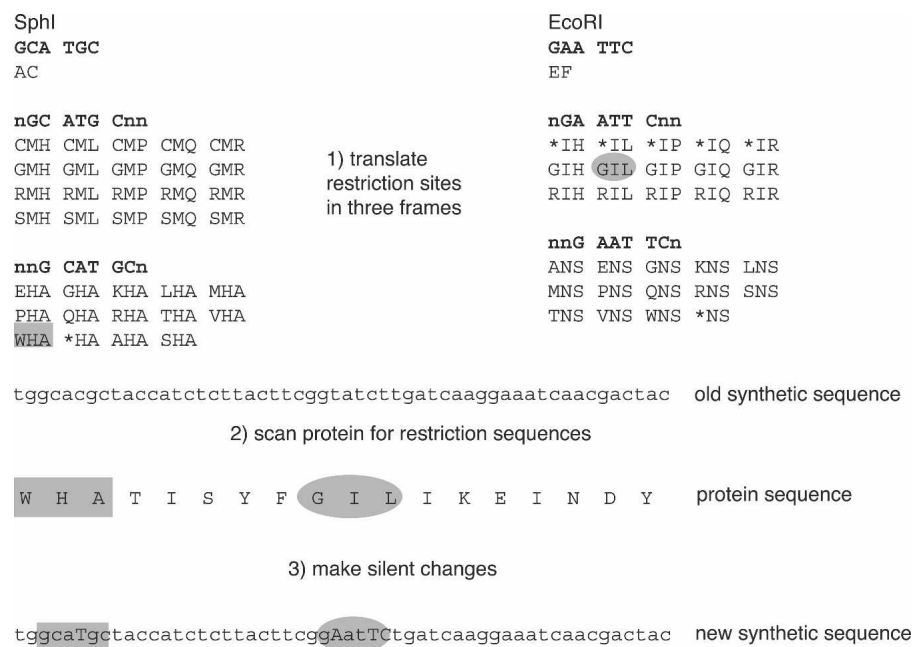 SphI
GCA TGC
AC
nGC ATG Cnn
CMH CML CMP CMQ CMR
GMH GML GMP GMQ GMR
RMH RML RMP RMQ RMR
SMH SML SMP SMQ SMR
nnG CAT GCn
EHA GHA KHA LHA MHA
PHA QHA RHA THA VHA
WHA *HA AHA SHA
1) translate
restriction sites
in three frames
EcoRI
GAA TTC
EF
nGA ATT Cnn
*IH *IL *IP *IQ *IR
GIH GIL GIP GIQ GIR
RIH RIL RIP RIQ RIR
nnG AAT TCn
ANS ENS GNS KNS LNS
MNS PNS QNS RNS SNS
TNS VNS WNS *NS
tggcacgctaccatctcttacttcggtatcttgatcaaggaaatcaacgactac old synthetic sequence
2) scan protein for restriction sequences
W H A T I S Y F G I L I K E I N D Y protein sequence
3) make silent changes
tggcaTgctaccatctcttacttcggAatTCtgatcaaggaaatcaacgactac new synthetic sequence